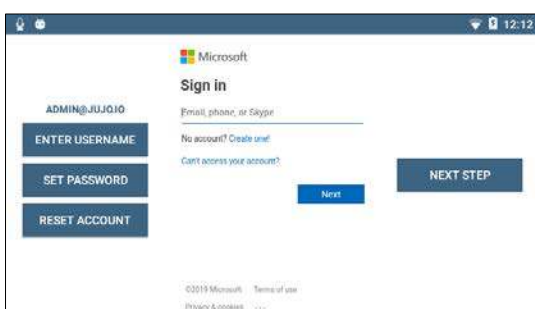 12:12
Microsoft
Sign in
ADMIN@JUJO.IO
Email, phone, or Skype
ENTER USERNAME
No account? Create one!
Can't access your account?
SET PASSWORD
NEXT STEP
Next
RESET ACCOUNT
©2019 Microsoft Terms of use
Privacy & cookies ...